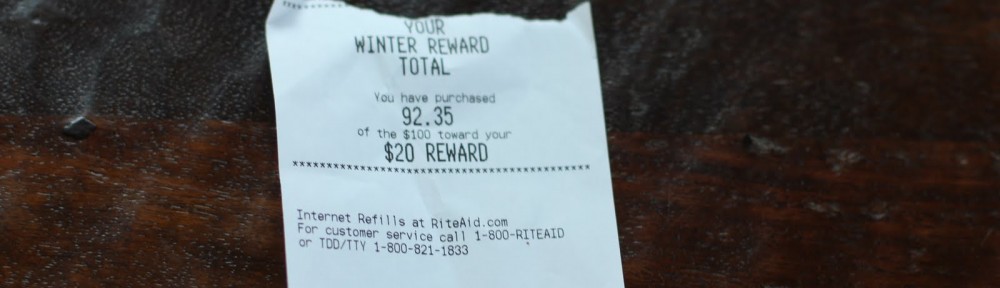 YOUR
WINTER REWARD
TOTAL
You have purchased
92.35
of the $100 toward your
$20 REWARD
Internet Refills at RiteAid.com
For customer service call 1-800-RITEAID
or TDD/TTY 1-800-821-1833